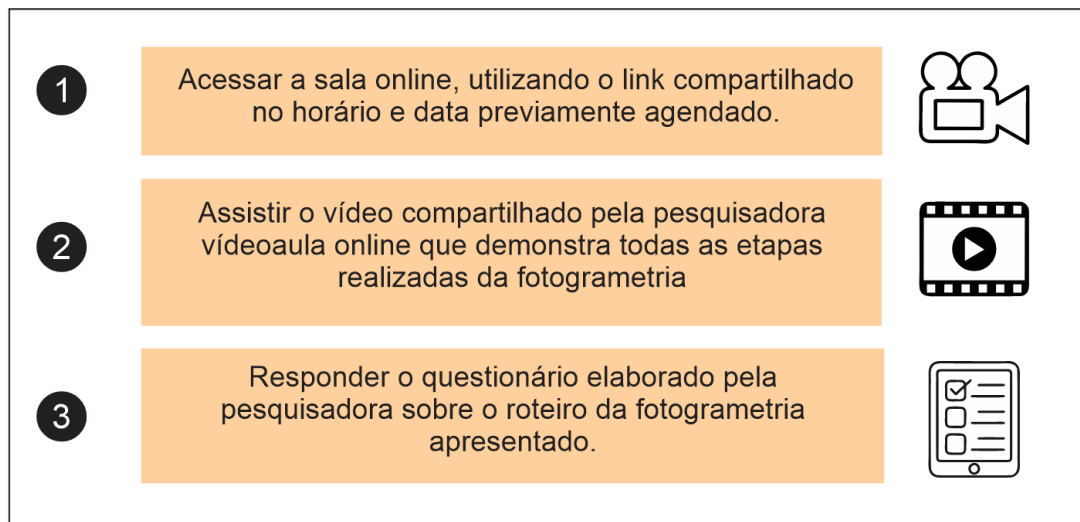 1
Acessar a sala online, utilizando o link compartilhado
no horário e data previamente agendado.
2
Assistir o vídeo compartilhado pela pesquisadora
vídeoaula online que demonstra todas as etapas
realizadas da fotogrametria
3
Responder o questionário elaborado pela
pesquisadora sobre o roteiro da fotogrametria
apresentado.